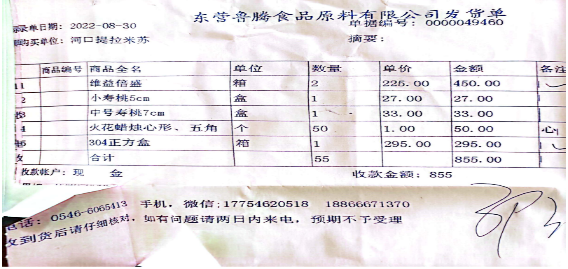 东营鲁腾食品原料有限公司发货单
录单日期: 2022-08-30 单据编号: 0000049460
购买单位: 河口提拉米苏 摘要:
商品编号 商品全名 单位 数量 单价 金额 备注
维益倍盛 箱 2 225.00 450.00
2 小寿桃5cm 盒 1 27.00 27.00
3 中号寿桃7cm 盒 1 33.00 33.00
4 火花蜡烛心形、五角 个 50 1.00 50.00 心
304正方盒 箱 1 295.00 295.00
合计 55 855.00
收款帐户: 现 金 收款金额: 855
电话: 0546-6065413 手机, 微信;17754620518 18866671370
收到货后请仔细核对, 如有问题请两日内来电, 预期不予受理